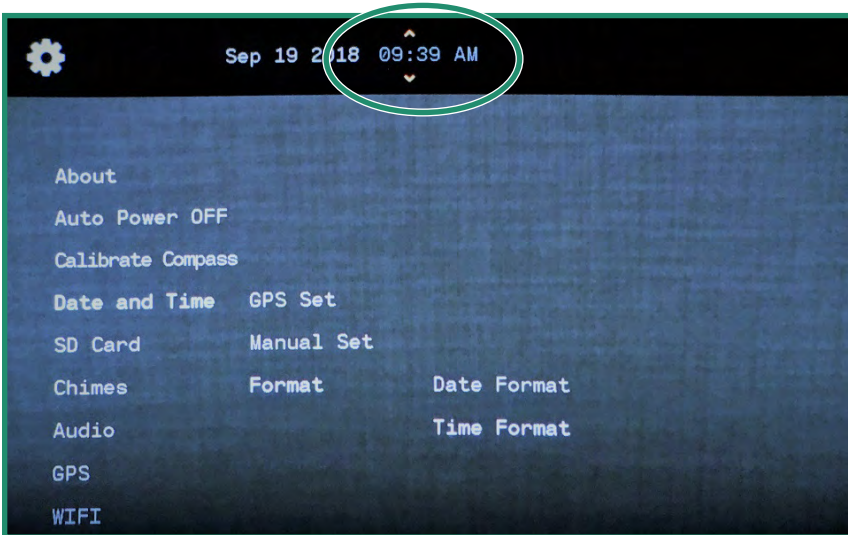 Sep 19 2018 09:39 AM
About
Auto Power OFF
Calibrate Compass
Date and Time GPS Set
SD Card Manual Set
Chimes Format Date Format
Audio Time Format
GPS
WIFI